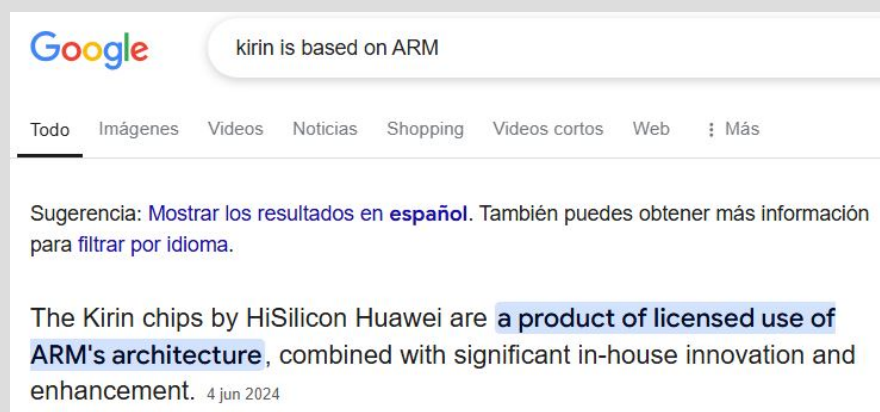 Google
kirin is based on ARM
Todo Imágenes Videos Noticias Shopping Videos cortos Web Más
Sugerencia: Mostrar los resultados en español. También puedes obtener más información
para filtrar por idioma.
The Kirin chips by HiSilicon Huawei are a product of licensed use of
ARM's architecture, combined with significant in-house innovation and
enhancement. 4 jun 2024